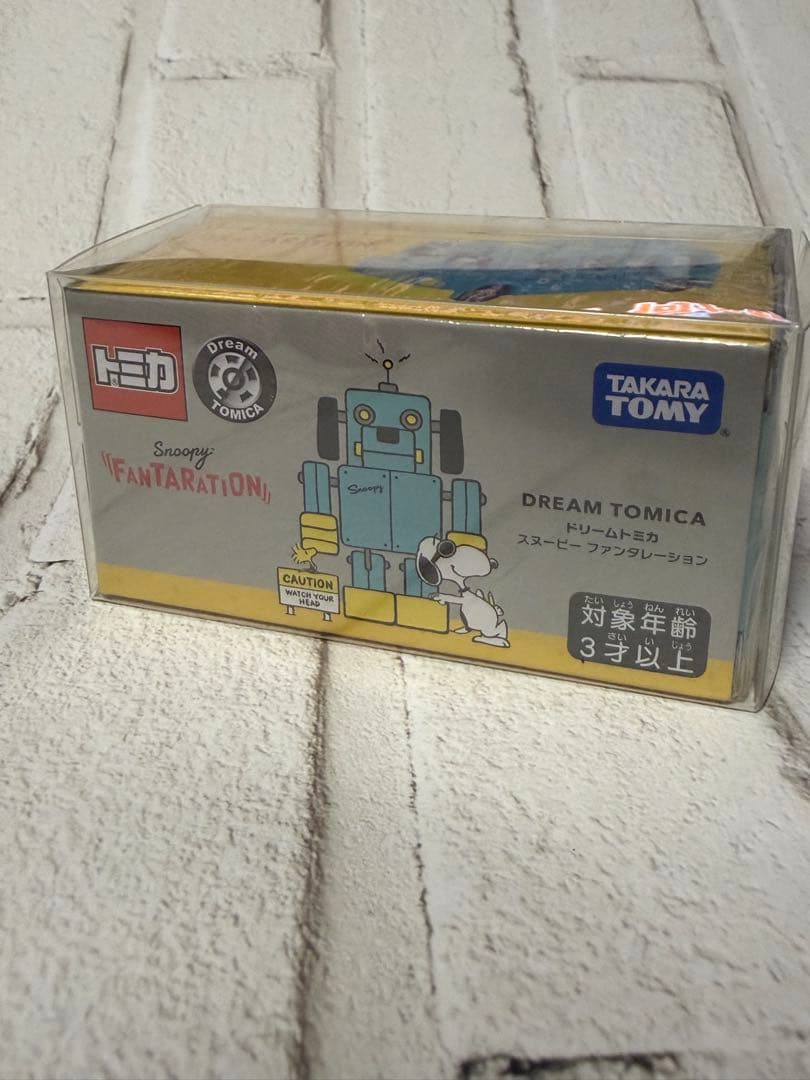 FANTARATION
トミカ
Dream
TOMICA
Snoopy
FANTARATION
Snoopy
CAUTION
WATCH YOUR
HEAD
TAKARA
TOMY
DREAM TOMICA
ドリームトミカ
スヌーピー ファンタレーション
たい しょう ねん れい
対象年齢
さい い じょう
3才以上